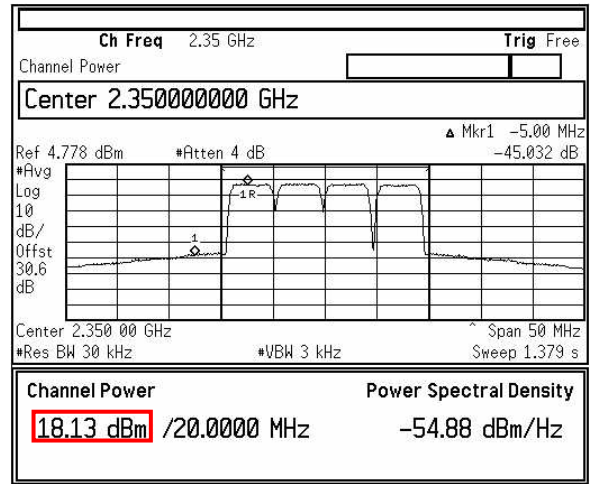 Ch Freq 2.35 GHz Trig Free
Channel Power
Center 2.350000000 GHz
▵ Mkr1 -5.00 MHz
Ref 4.778 dBm #Atten 4 dB -45.032 dB
#Avg
Log
10
dB/
Offst
30.6
dB
1R
1
Center 2.350 00 GHz ^ Span 50 MHz
#Res BW 30 kHz #VBW 3 kHz Sweep 1.379 s
Channel Power Power Spectral Density
18.13 dBm /20.0000 MHz -54.88 dBm/Hz